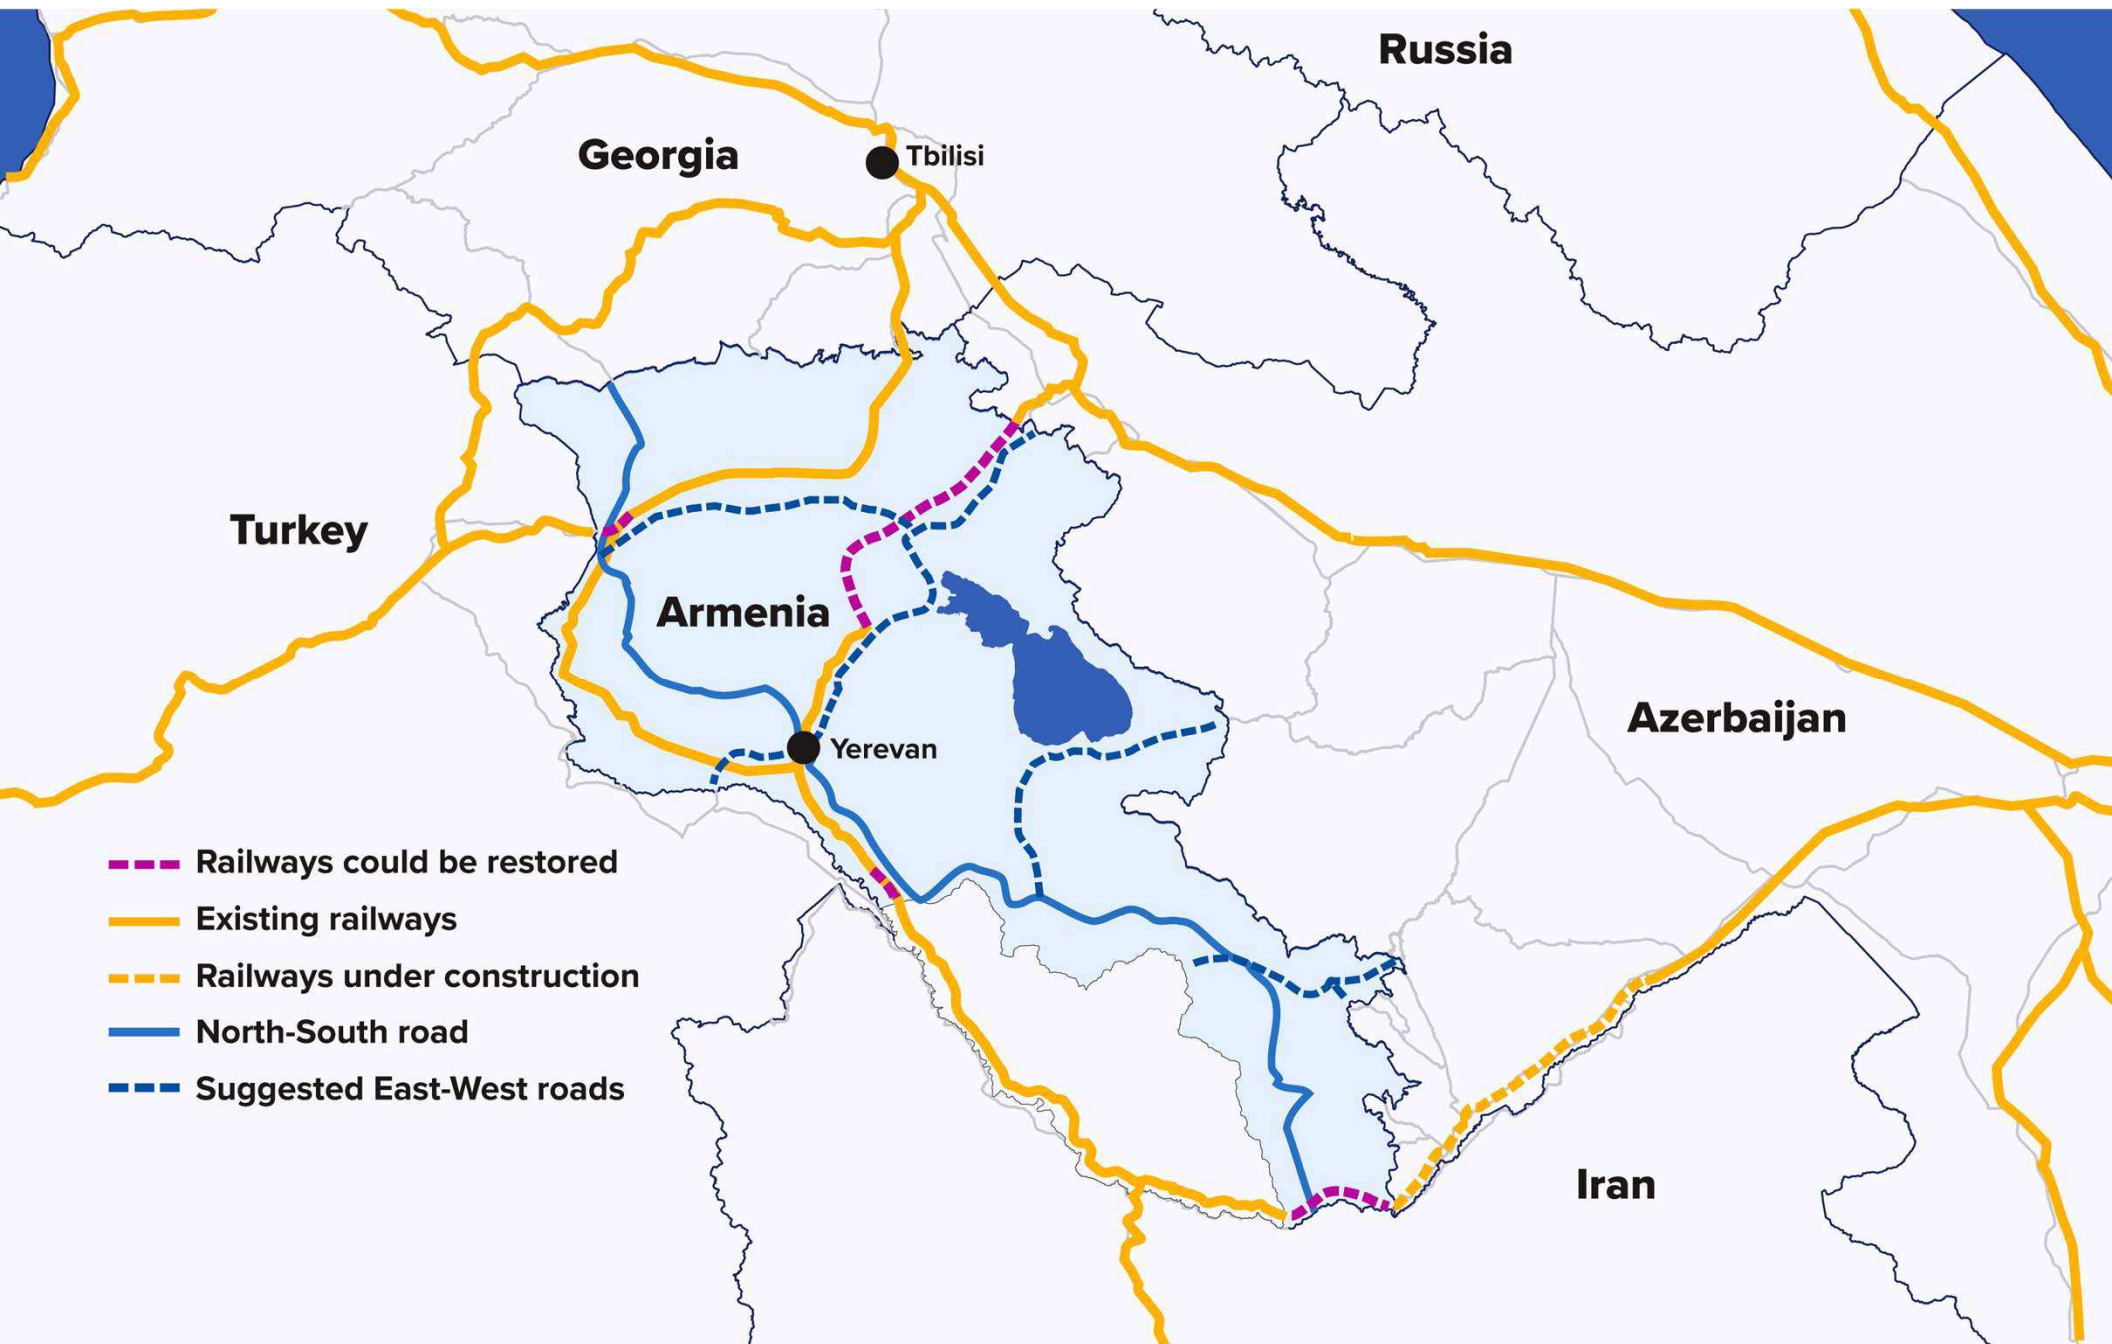 Russia
Georgia
Tbilisi
Turkey
Armenia
Azerbaijan
Yerevan
Railways could be restored
Existing railways
Railways under construction
North-South road
Suggested East-West roads
Iran